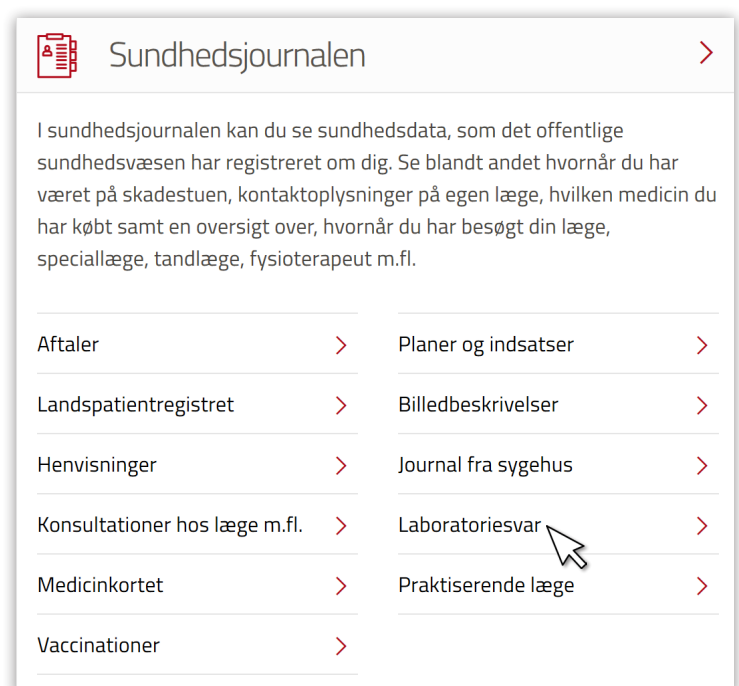 Sundhedsjournalen
I sundhedsjournalen kan du se sundhedsdata, som det offentlige
sundhedsvæsen har registreret om dig. Se blandt andet hvornår du har
været på skadestuen, kontaktoplysninger på egen læge, hvilken medicin du
har købt samt en oversigt over, hvornår du har besøgt din læge,
speciallæge, tandlæge, fysioterapeut m.fl.
Aftaler
Landspatientregistret
Henvisninger
Konsultationer hos læge m.fl.
Medicinkortet
Vaccinationer
Planer og indsatser
Billedbeskrivelser
Journal fra sygehus
Laboratoriesvar
Praktiserende læge